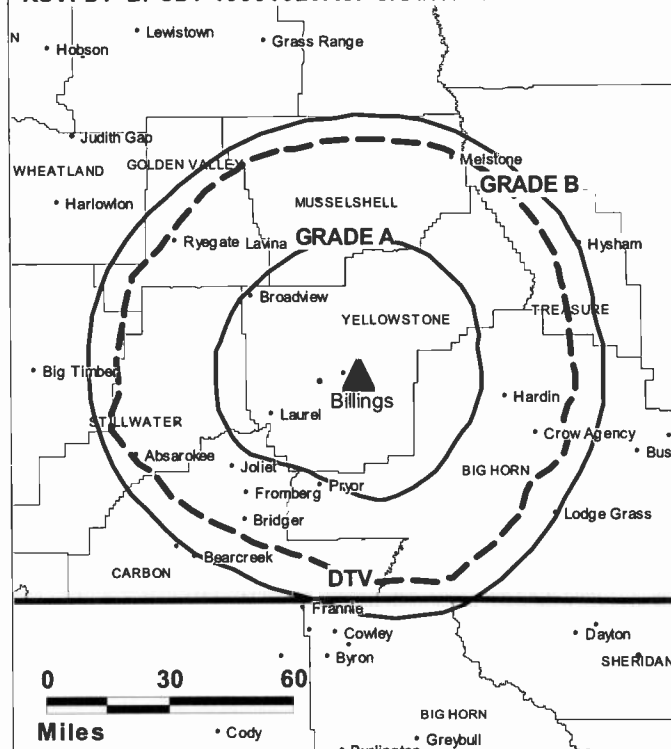 Lewistown
Hobson
Grass Range
Judith Gap
WHEATLAND
GOLDEN VALLEY
Melstone
GRADE B
Harlowlon
MUSSELSHELL
Ryegate Lavina
GRADE A
Hysham
Broadview
TREASURE
YELLOWSTONE
Big Timber
Billings
Hardin
Laurel
STILLWATER
Crow Agency
Absarokee
Joliet
BIG HORN
Bus
Fromberg
Pryor
Bridger
Lodge Grass
Bearcreek
CARBON
DTV
Frannie
Cowley
Dayton
Byron
SHERIDAN
0 30 60
Miles
Cody
BIG HORN
Greybull